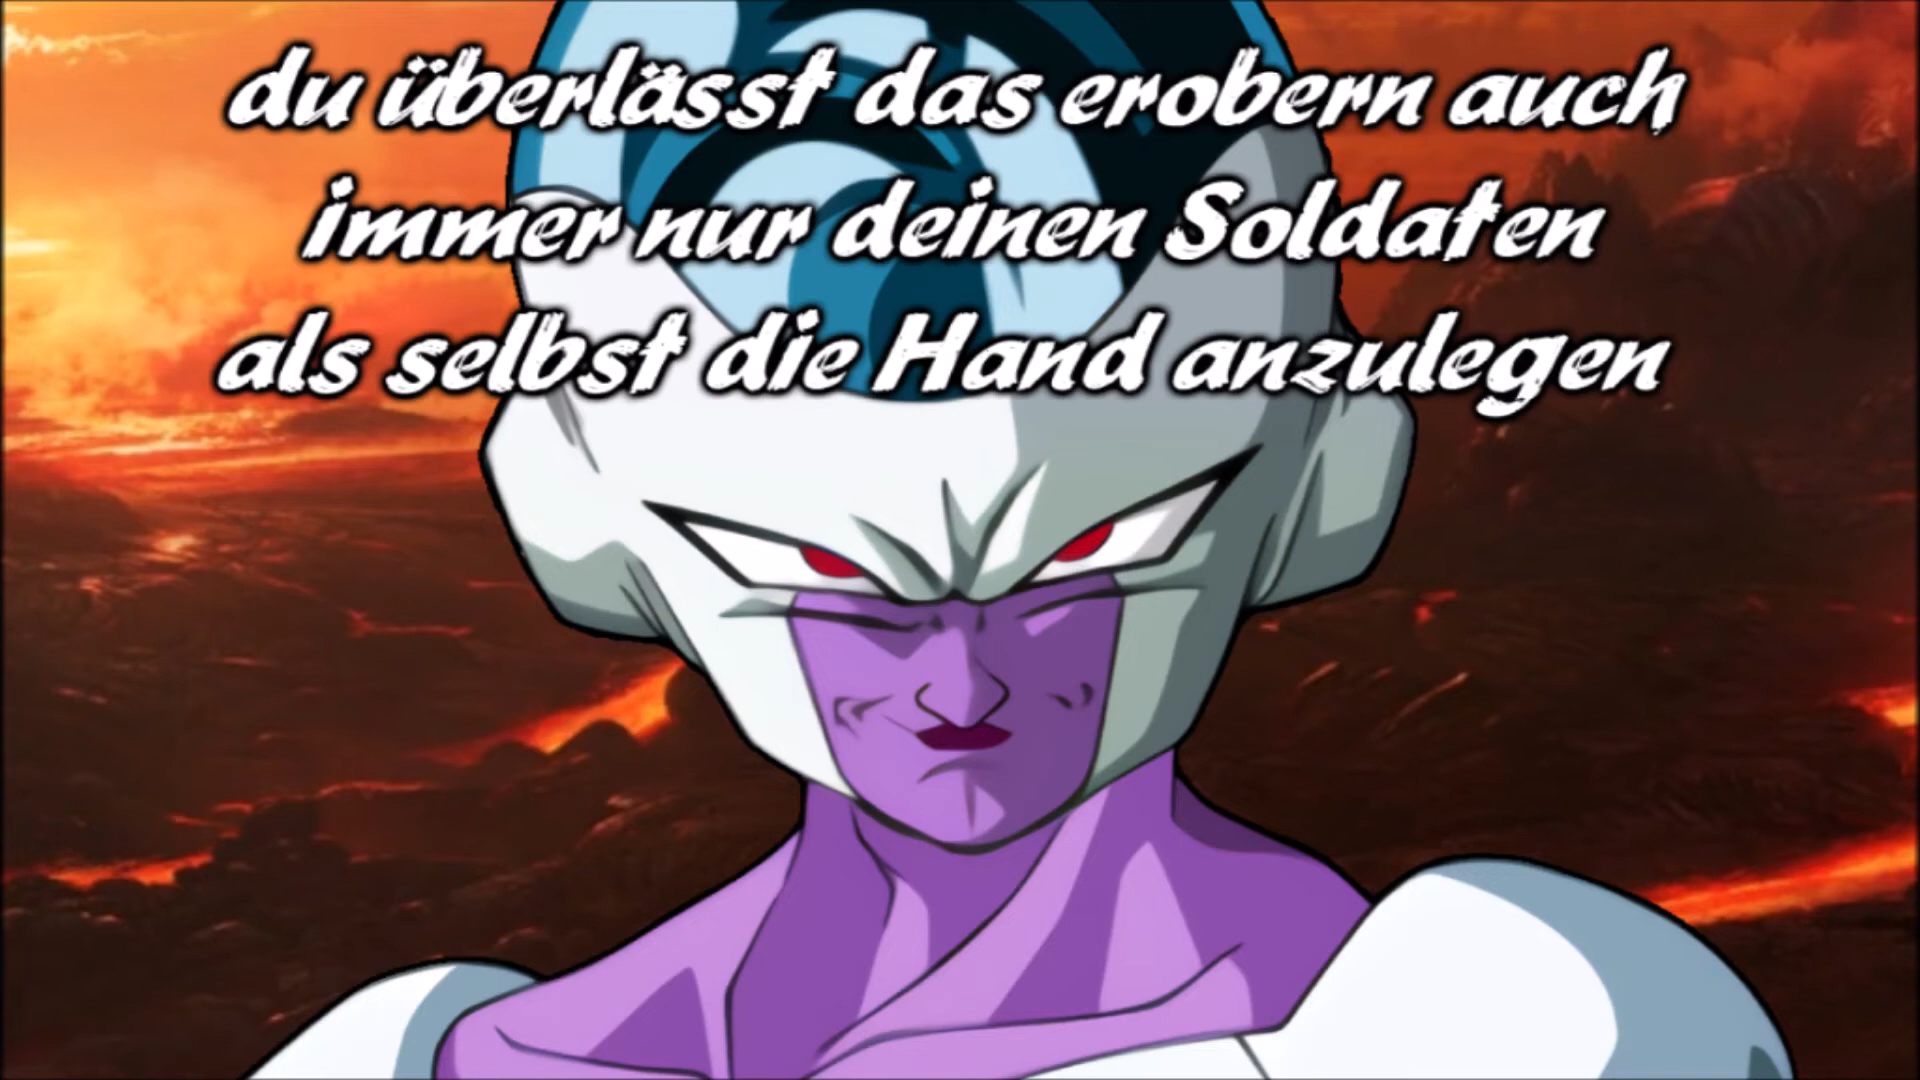 du überlässt das erobern auch
immer nur deinen Soldaten
als selbst die Hand anzulegen